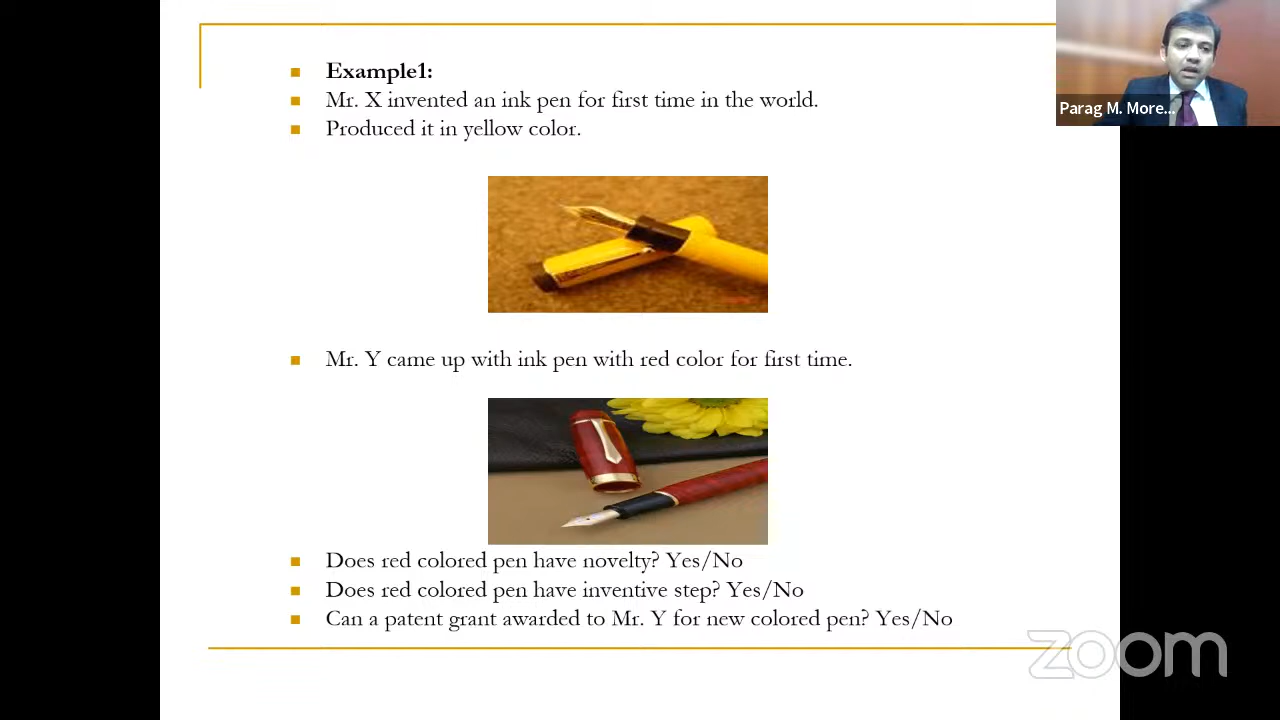 Example1:
Mr. X invented an ink pen for first time in the world.
Produced it in yellow color.
Parag M. More...
Mr. Y came up with ink pen with red color for first time.
Does red colored pen have novelty? Yes/No
Does red colored pen have inventive step? Yes/No
Can a patent grant awarded to Mr. Y for new colored pen? Yes/No
zoom